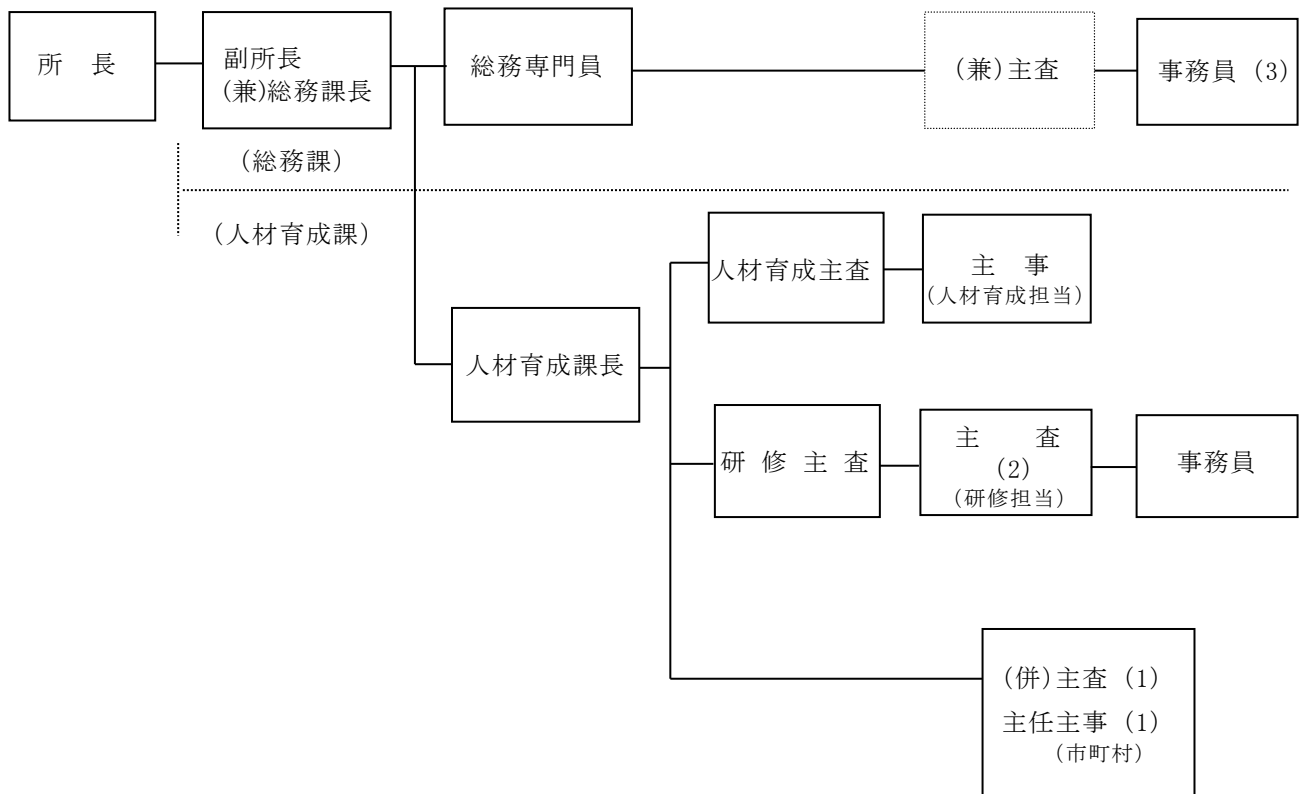 所　長
副所長
(兼)総務課長
総務専門員
(兼)主査
事務員 (3)
(総務課)
(人材育成課)
人材育成主査
主　事
(人材育成担当)
人材育成課長
研 修 主 査
主　　査
(2)
(研修担当)
事務員
(併)主査 (1)
主任主事 (1)
(市町村)